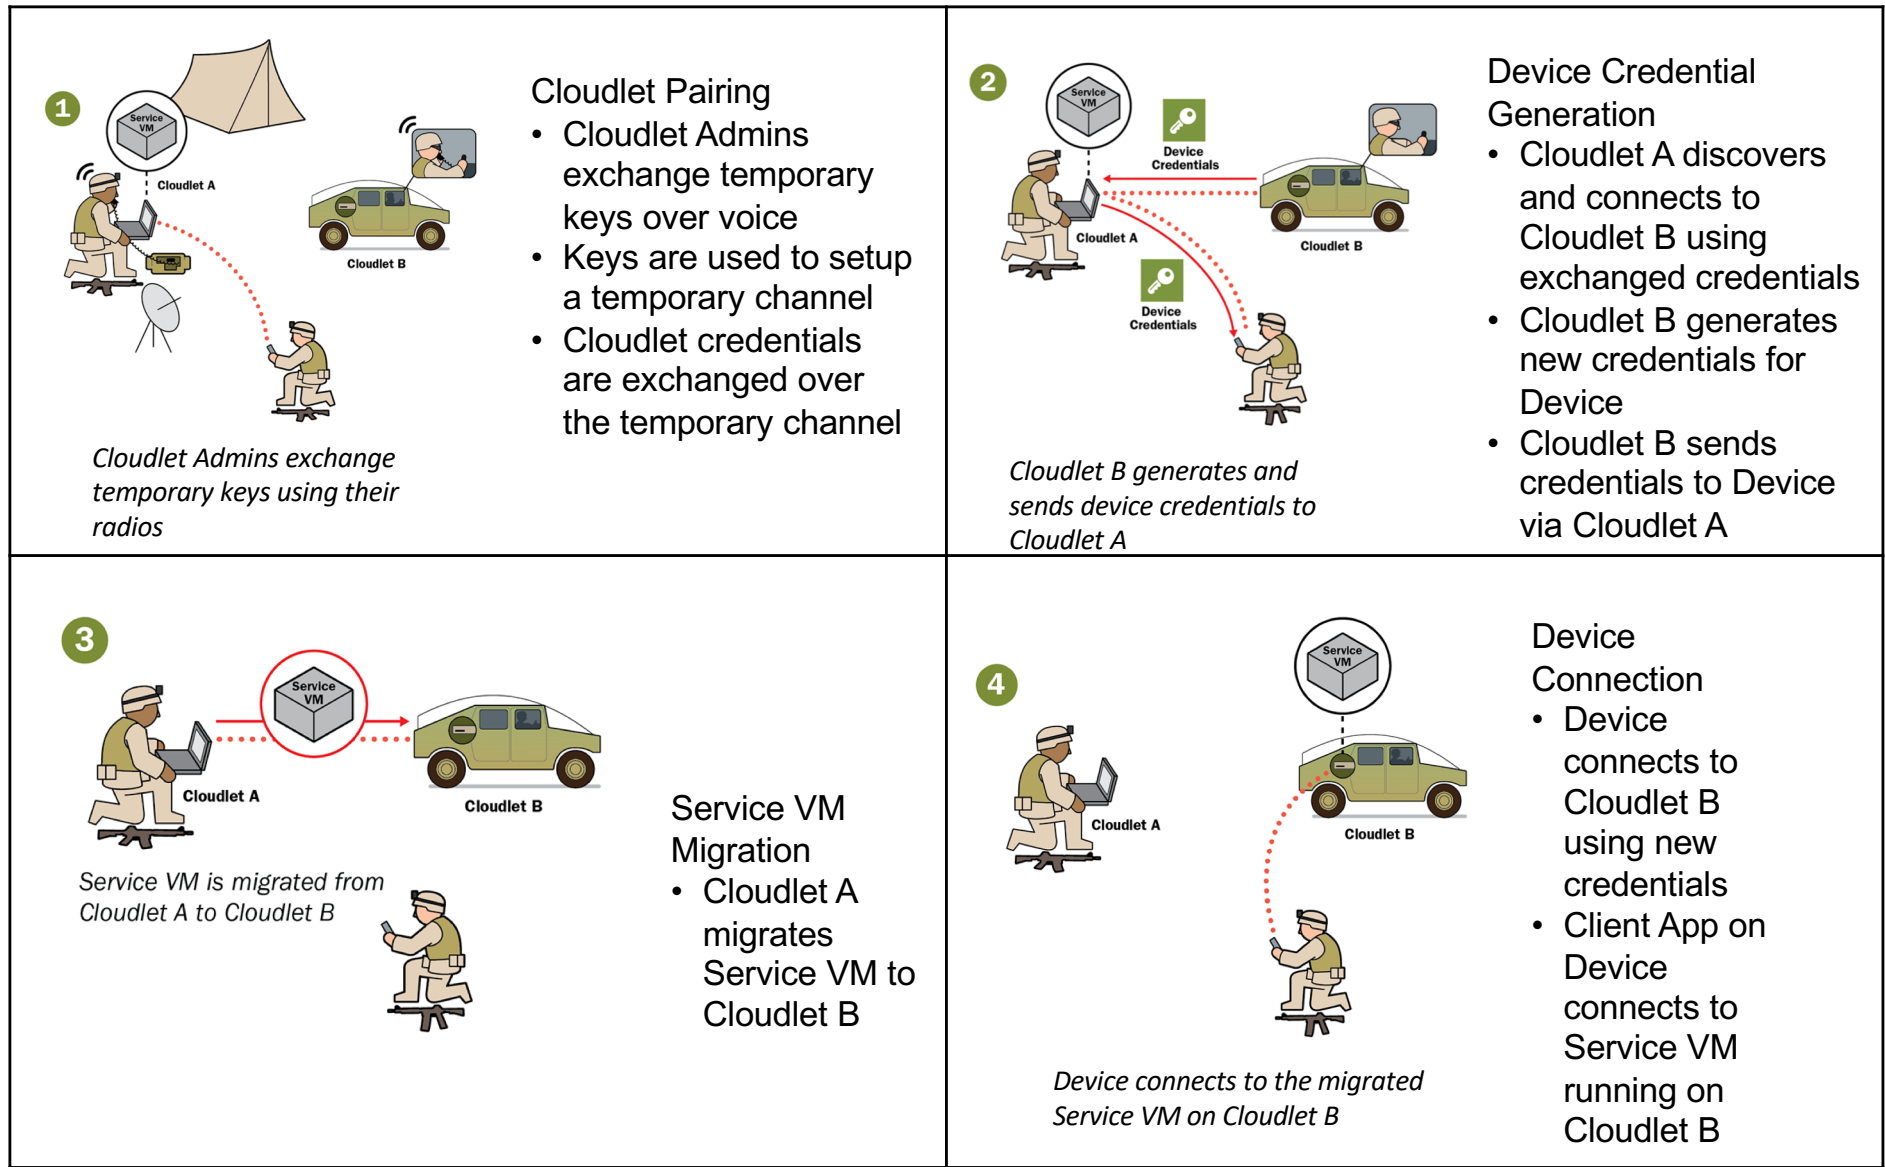 1
Service
VM
Cloudlet A
Cloudlet B
Cloudlet Admins exchange
temporary keys using their
radios
Cloudlet Pairing
• Cloudlet Admins
exchange temporary
keys over voice
• Keys are used to setup
a temporary channel
• Cloudlet credentials
are exchanged over
the temporary channel
2
Service
VM
Device
Credentials
Cloudlet A
Cloudlet B
Device
Credentials
Cloudlet B generates and
sends device credentials to
Cloudlet A
Device Credential
Generation
• Cloudlet A discovers
and connects to
Cloudlet B using
exchanged credentials
• Cloudlet B generates
new credentials for
Device
• Cloudlet B sends
credentials to Device
via Cloudlet A
3
Service
VM
Cloudlet A
Cloudlet B
Service VM is migrated from
Cloudlet A to Cloudlet B
Service VM
Migration
• Cloudlet A
migrates
Service VM to
Cloudlet B
4
Service
VM
Cloudlet A
Cloudlet B
Device connects to the migrated
Service VM on Cloudlet B
Device
Connection
• Device
connects to
Cloudlet B
using new
credentials
• Client App on
Device
connects to
Service VM
running on
Cloudlet B